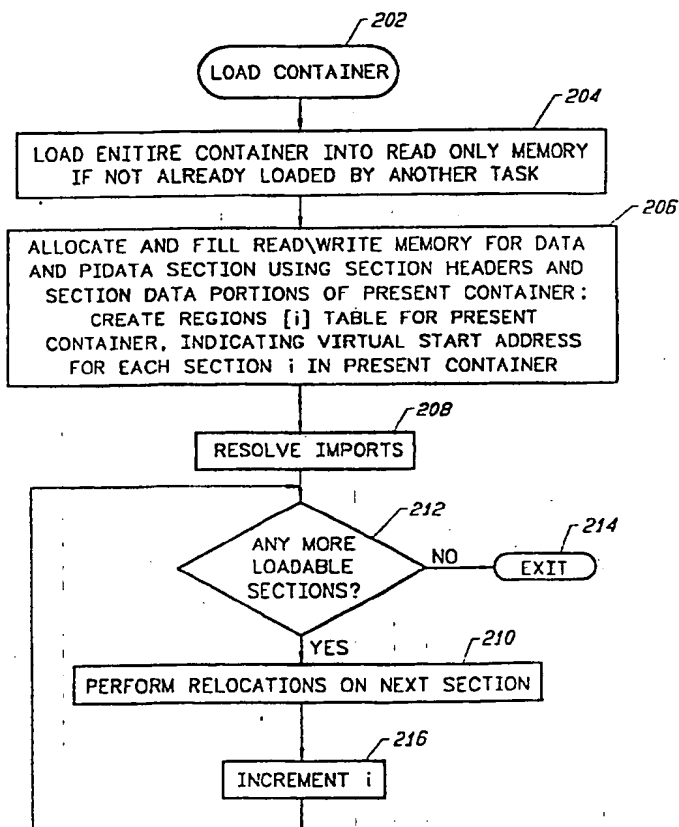 202
LOAD CONTAINER
204
LOAD ENITIRE CONTAINER INTO READ ONLY MEMORY
IF NOT ALREADY LOADED BY ANOTHER TASK
206
ALLOCATE AND FILL READ\WRITE MEMORY FOR DATA
AND PIDATA SECTION USING SECTION HEADERS AND
SECTION DATA PORTIONS OF PRESENT CONTAINER:
CREATE REGIONS [i] TABLE FOR PRESENT
CONTAINER, INDICATING VIRTUAL START ADDRESS
FOR EACH SECTION i IN PRESENT CONTAINER
208
RESOLVE IMPORTS
212
ANY MORE
LOADABLE
SECTIONS?
NO
214
EXIT
YES
210
PERFORM RELOCATIONS ON NEXT SECTION
216
INCREMENT i